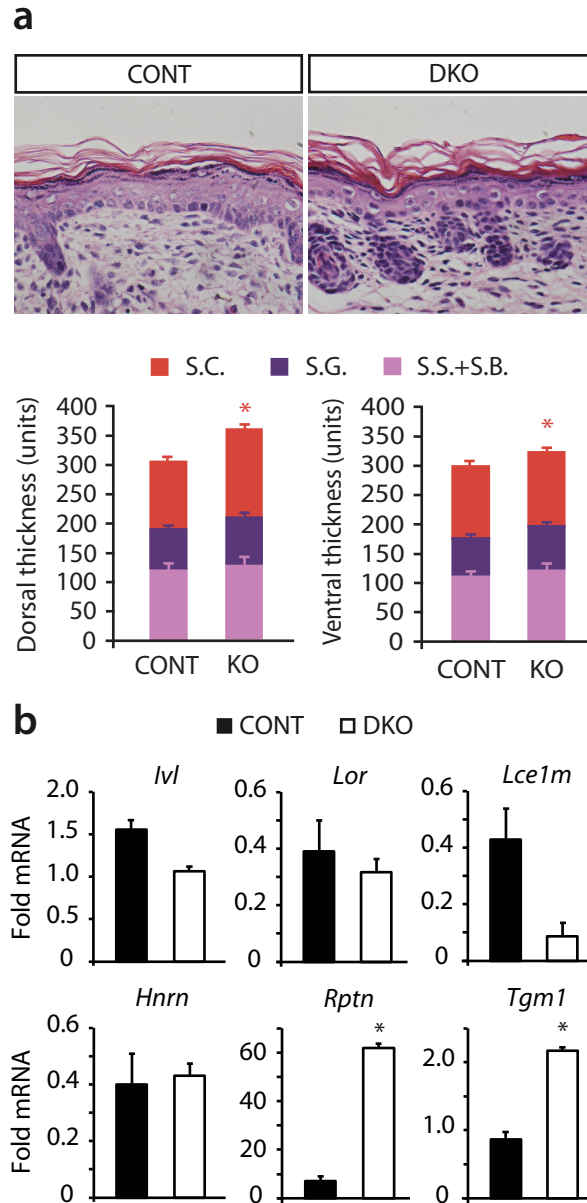 a
CONT DKO
S.C. S.G. S.S.+S.B.
Dorsal thickness (units)
400
350
300
250
200
150
100
50
0
*
CONT KO
Ventral thickness (units)
400
350
300
250
200
150
100
50
0
*
CONT KO
b
CONT DKO
Ivl
Fold mRNA
2.0
1.5
1.0
0.5
0
Lor
0.6
0.4
0.2
0
Lce1m
0.6
0.4
0.2
0
Hnrn
Fold mRNA
0.6
0.4
0.2
0
Rptn
60
40
20
0
*
Tgm1
2.0
1.0
0
*